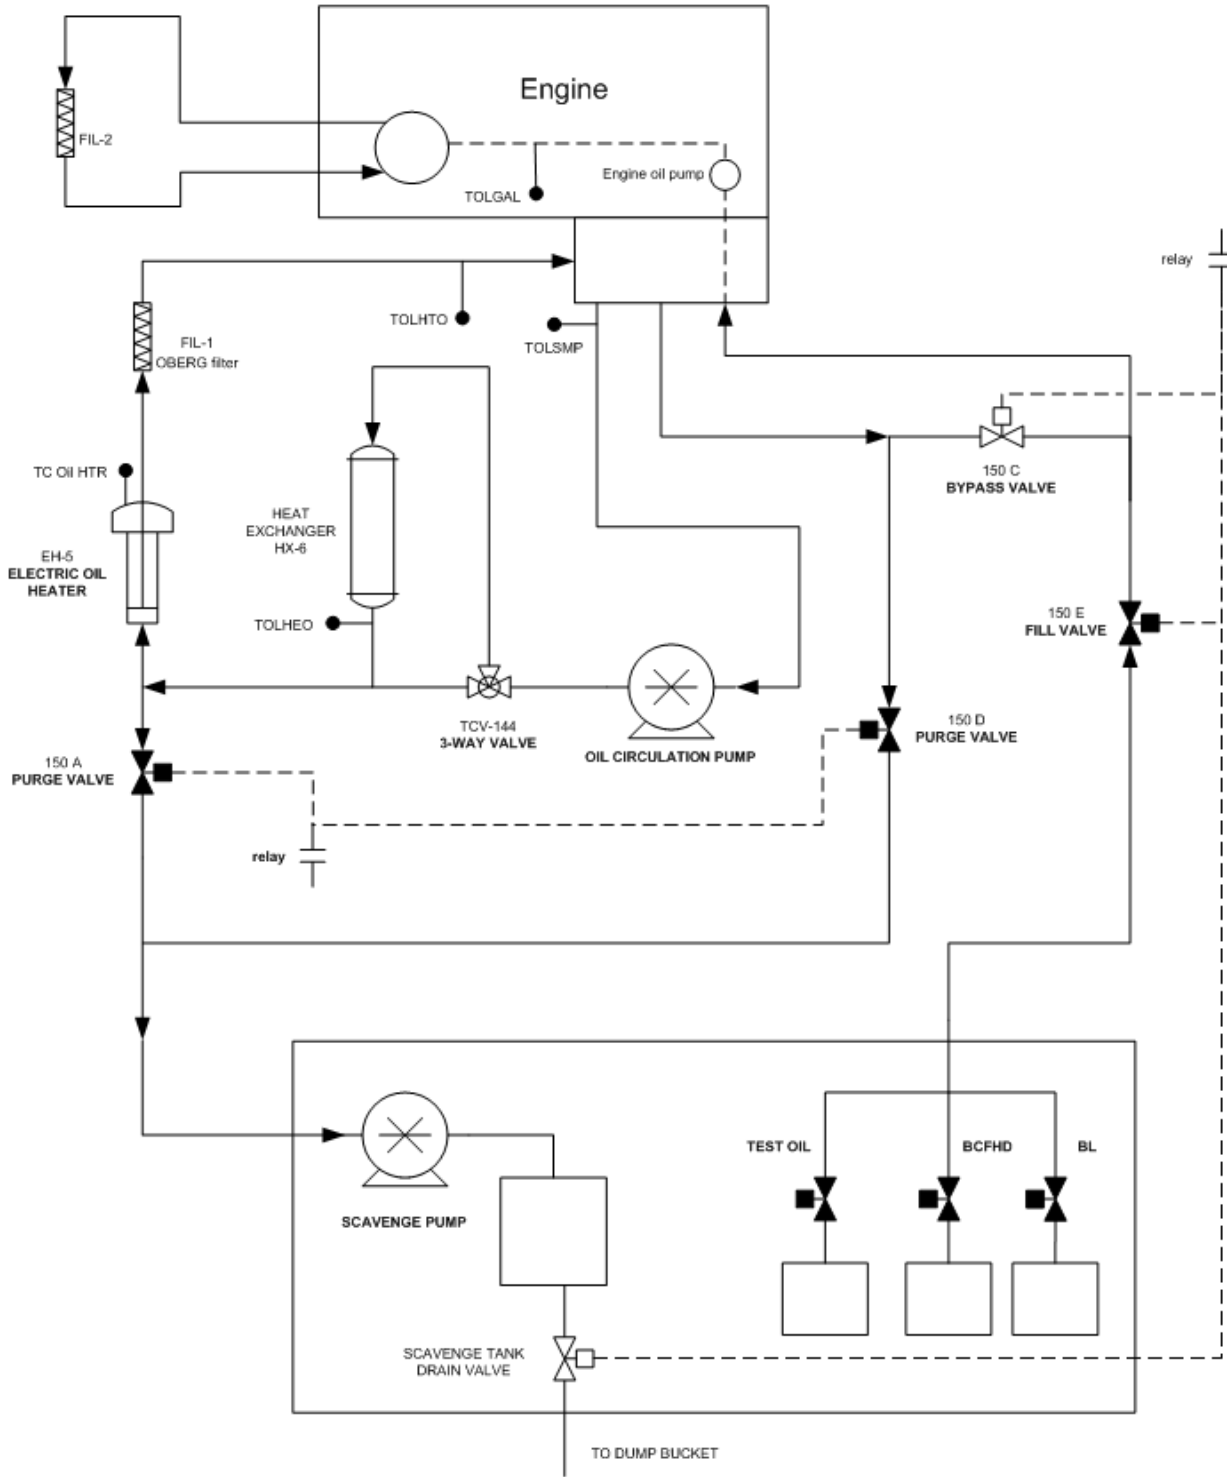 Engine
FIL-2
Engine oil pump
TOLGAL
relay
TOLHTO
TOLSMP
FIL-1
OBERG filter
TC Oil HTR
150 C
BYPASS VALVE
HEAT
EXCHANGER
HX-6
EH-5
ELECTRIC OIL
HEATER
TOLHEO
150 E
FILL VALVE
TCV-144
3-WAY VALVE
150 D
PURGE VALVE
OIL CIRCULATION PUMP
150 A
PURGE VALVE
relay
TEST OIL
BCFHD
BL
SCAVENGE PUMP
SCAVENGE TANK
DRAIN VALVE
TO DUMP BUCKET